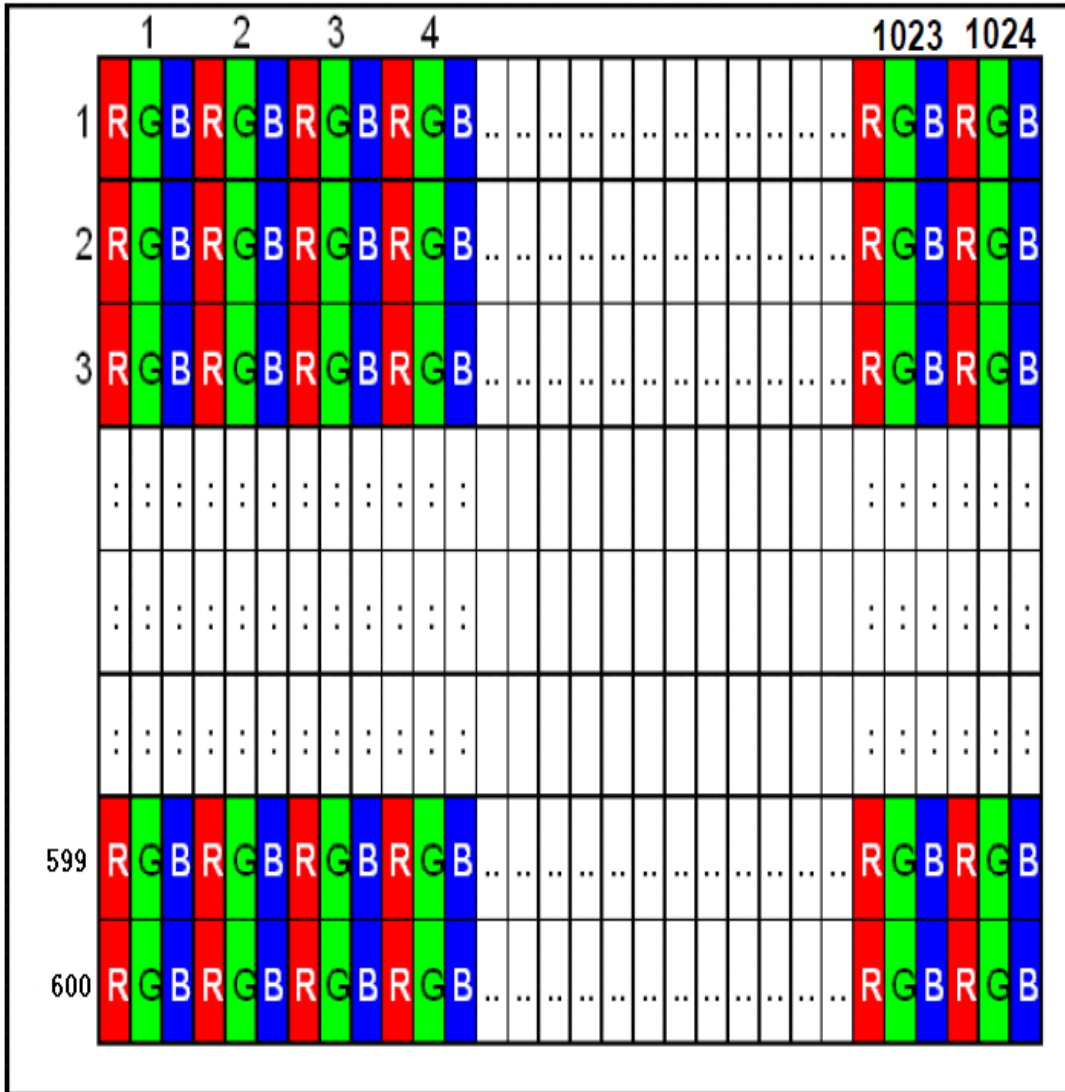 1 2 3 4 1023 1024
1 R G B R G B R G B R G B .. .. .. .. .. .. .. .. .. .. .. .. R G B R G B
2 R G B R G B R G B R G B .. .. .. .. .. .. .. .. .. .. .. .. R G B R G B
3 R G B R G B R G B R G B .. .. .. .. .. .. .. .. .. .. .. .. R G B R G B
: : : : : : : : : : : : : : : : : :
: : : : : : : : : : : : : : : : : :
: : : : : : : : : : : : : : : : : :
599 R G B R G B R G B R G B .. .. .. .. .. .. .. .. .. .. .. .. R G B R G B
600 R G B R G B R G B R G B .. .. .. .. .. .. .. .. .. .. .. .. R G B R G B